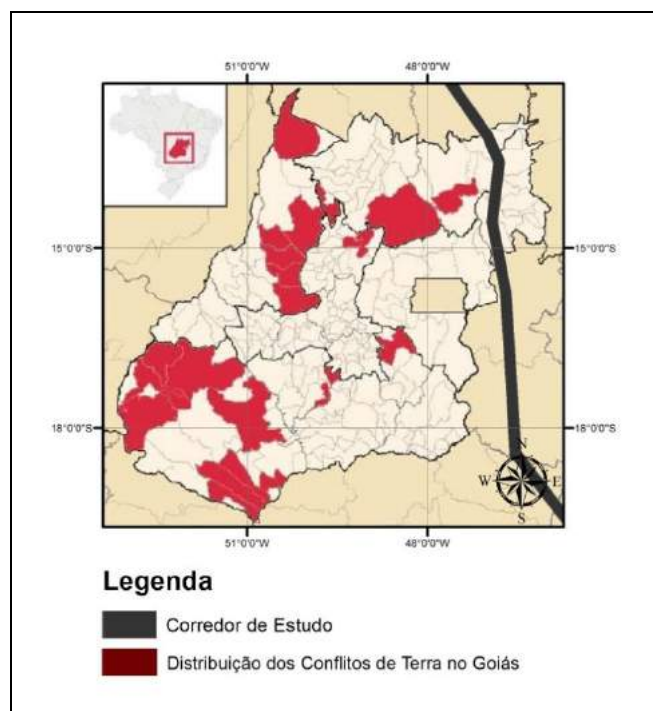 51°0'0"W 48°0'0"W
15°0'0"S 15°0'0"S
18°0'0"S 18°0'0"S
N
W E
S
51°0'0"W 48°0'0"W
Legenda
Corredor de Estudo
Distribuição dos Conflitos de Terra no Goiás